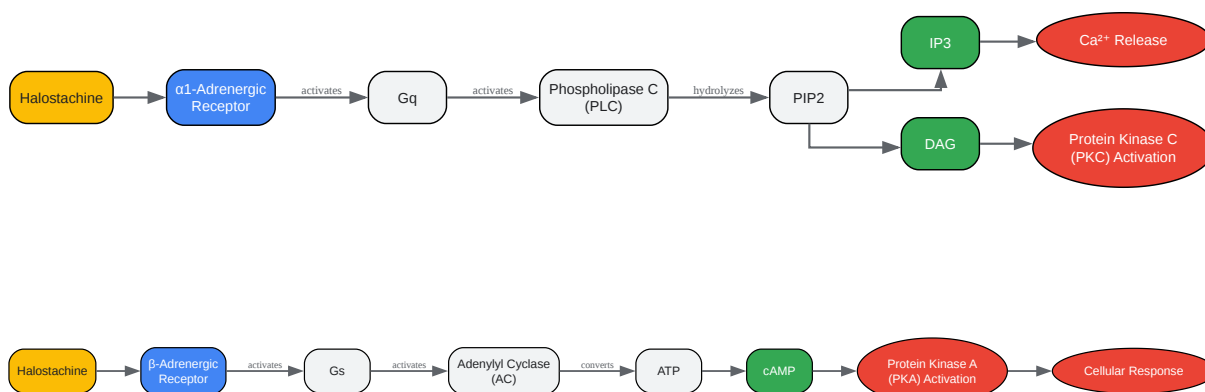 IP3
Ca²⁺ Release
Halostachine
α1-Adrenergic
Receptor
activates
Gq
activates
Phospholipase C
(PLC)
hydrolyzes
PIP2
DAG
Protein Kinase C
(PKC) Activation
Halostachine
β-Adrenergic
Receptor
activates
Gs
activates
Adenylyl Cyclase
(AC)
converts
ATP
cAMP
Protein Kinase A
(PKA) Activation
Cellular Response